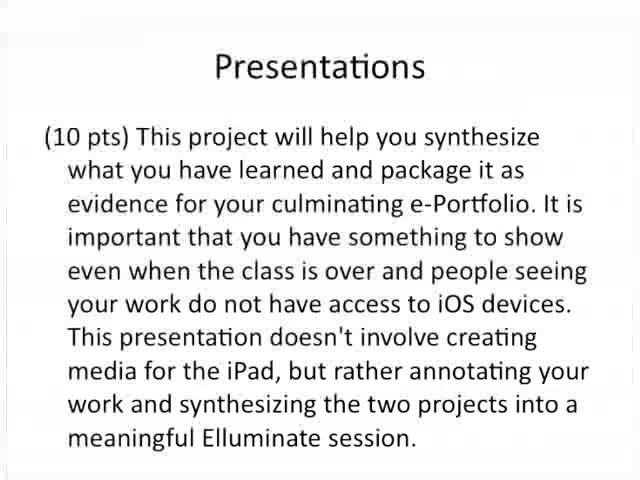 Presentations
(10 pts) This project will help you synthesize
what you have learned and package it as
evidence for your culminating e-Portfolio. It is
important that you have something to show
even when the class is over and people seeing
your work do not have access to iOS devices.
This presentation doesn't involve creating
media for the iPad, but rather annotating your
work and synthesizing the two projects into a
meaningful Elluminate session.